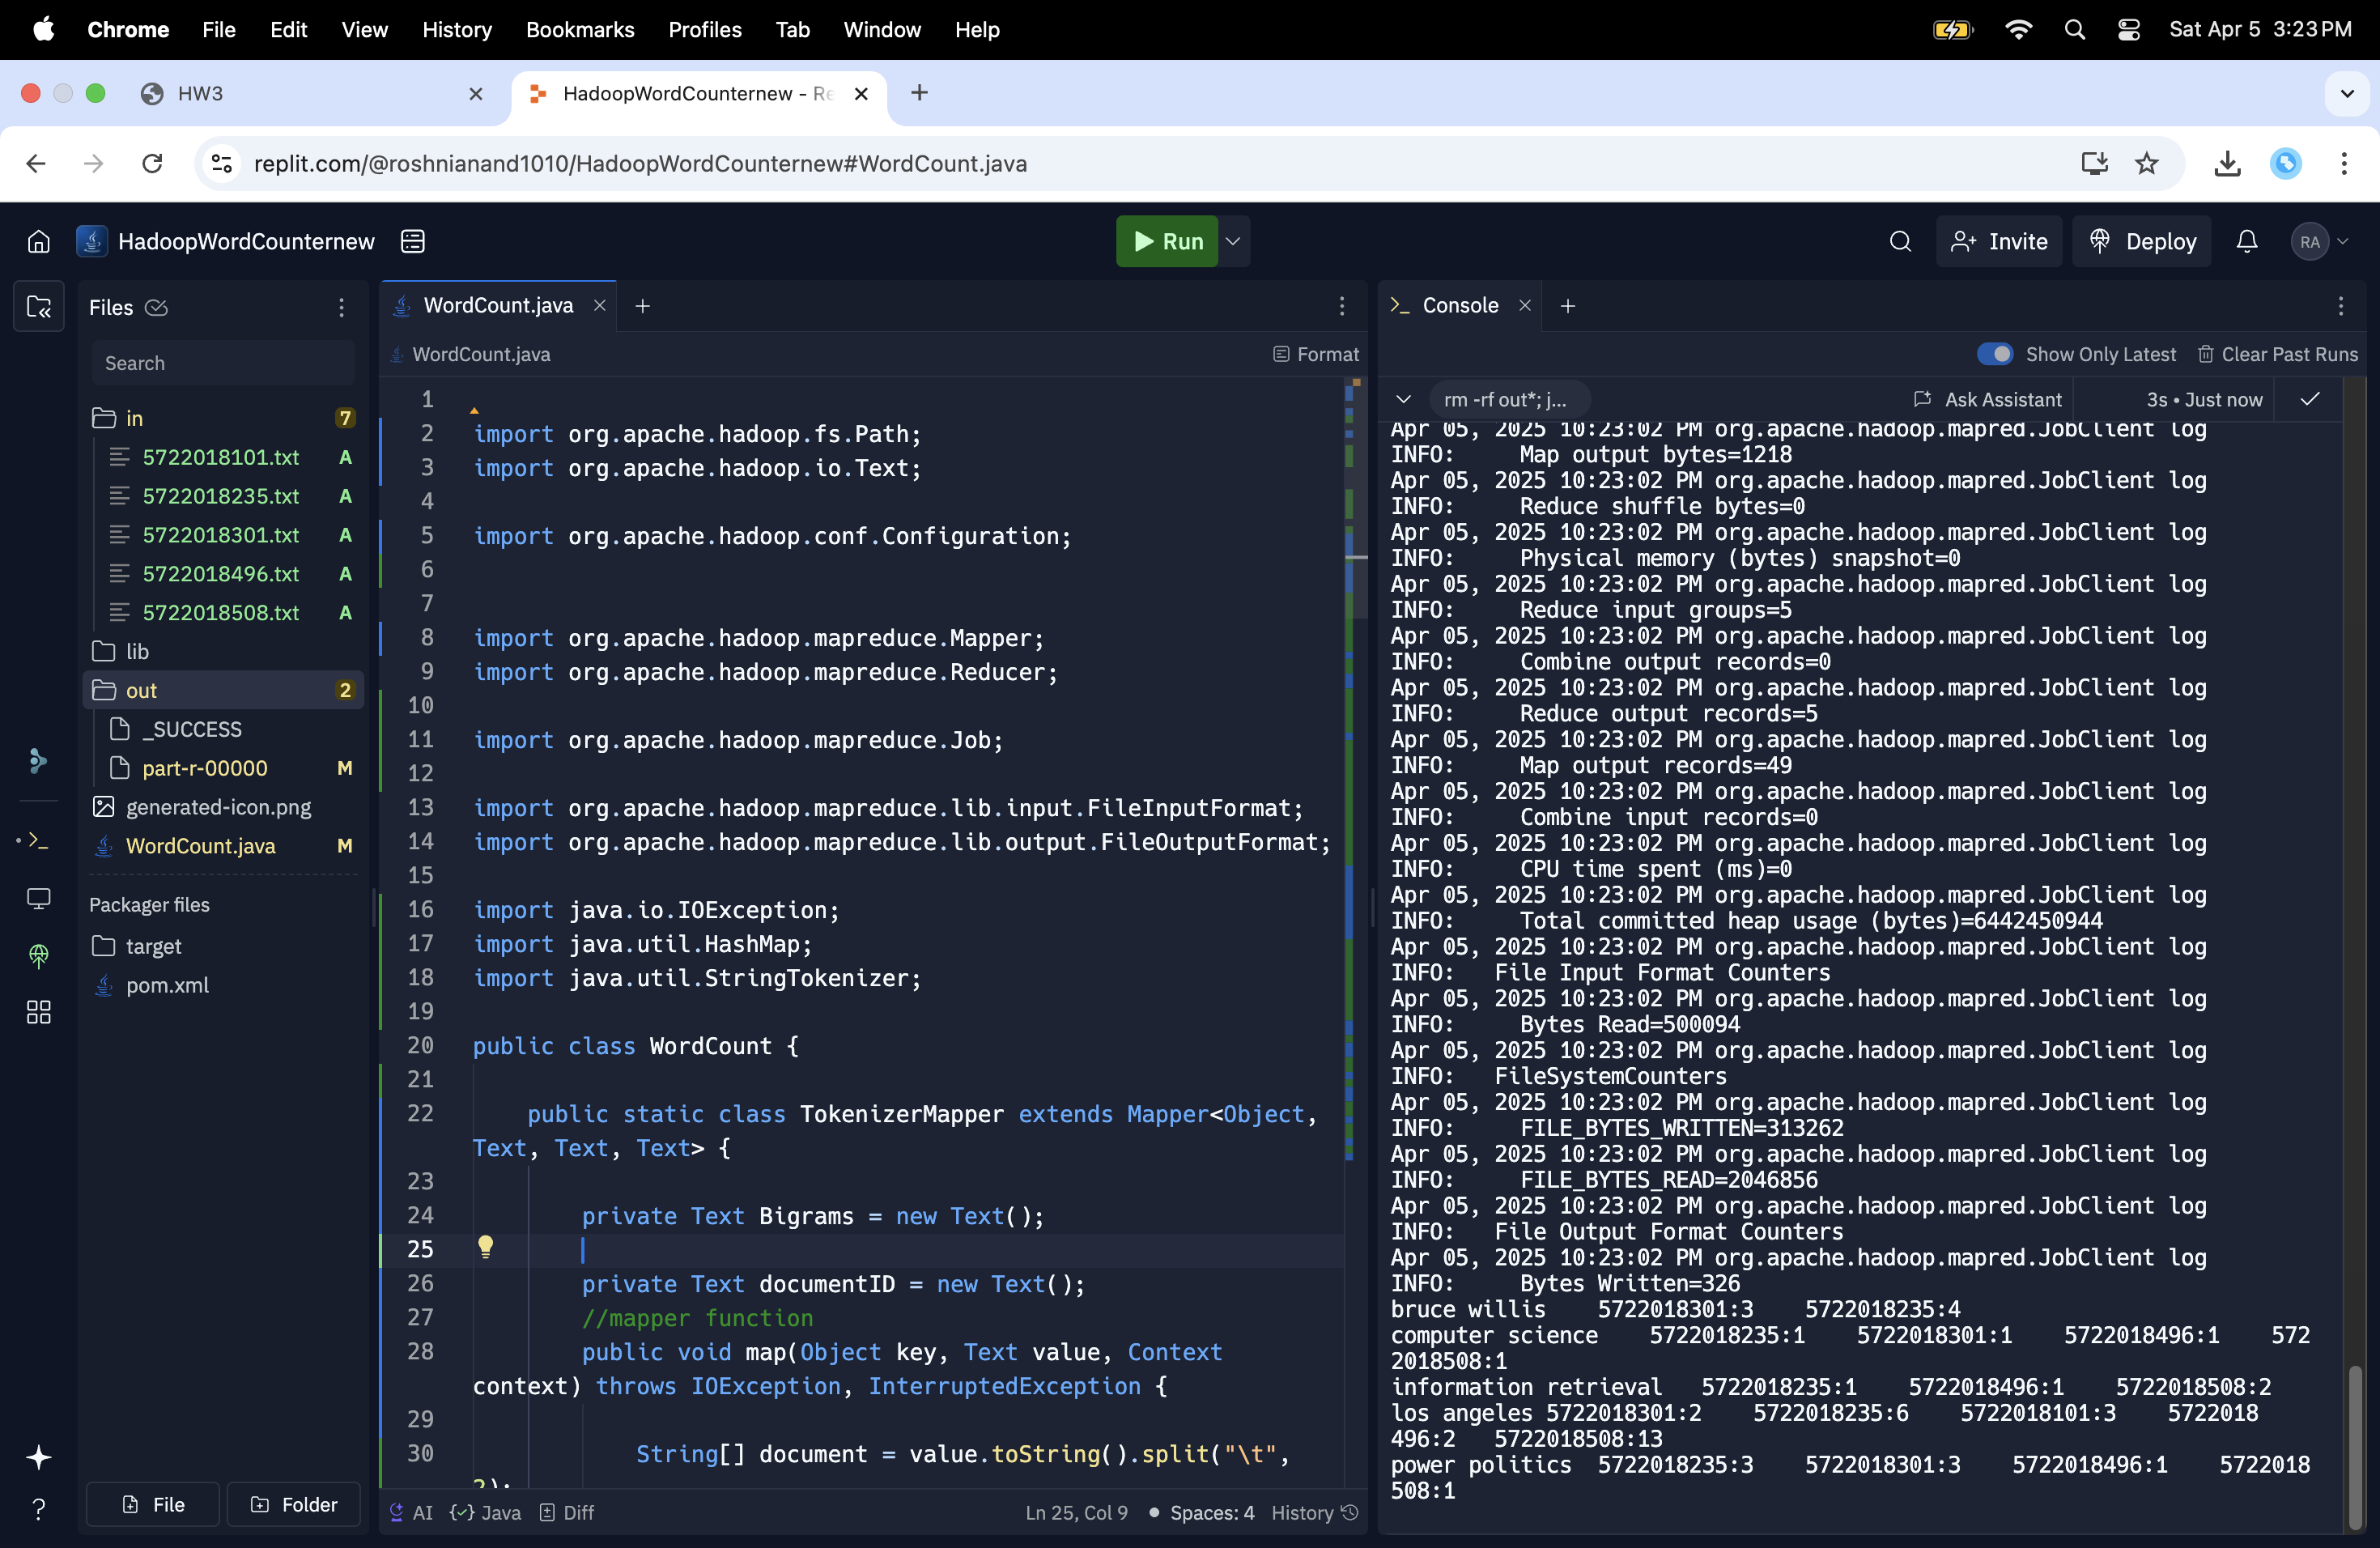 Chrome File Edit View History Bookmarks Profiles Tab Window Help Sat Apr 5 3:23 PM
HW3 HadoopWordCounternew - Re
replit.com/@roshnianand1010/HadoopWordCounternew#WordCount.java
HadoopWordCounternew Run Invite Deploy RA
Files
Search
in 7
5722018101.txt A
5722018235.txt A
5722018301.txt A
5722018496.txt A
5722018508.txt A
lib
out 2
_SUCCESS
part-r-00000 M
generated-icon.png
WordCount.java M
Packager files
target
pom.xml
File Folder
WordCount.java
WordCount.java Format
1
2 import org.apache.hadoop.fs.Path;
3 import org.apache.hadoop.io.Text;
4
5 import org.apache.hadoop.conf.Configuration;
6
7
8 import org.apache.hadoop.mapreduce.Mapper;
9 import org.apache.hadoop.mapreduce.Reducer;
10
11 import org.apache.hadoop.mapreduce.Job;
12
13 import org.apache.hadoop.mapreduce.lib.input.FileInputFormat;
14 import org.apache.hadoop.mapreduce.lib.output.FileOutputFormat;
15
16 import java.io.IOException;
17 import java.util.HashMap;
18 import java.util.StringTokenizer;
19
20 public class WordCount {
21
22 public static class TokenizerMapper extends Mapper<Object,
Text, Text, Text> {
23
24 private Text Bigrams = new Text();
25
26 private Text documentID = new Text();
27 //mapper function
28 public void map(Object key, Text value, Context
context) throws IOException, InterruptedException {
29
30 String[] document = value.toString().split("\t",
2);
AI Java Diff Ln 25, Col 9 Spaces: 4 History
Console
Show Only Latest Clear Past Runs
rm -rf out*; j... Ask Assistant 3s • Just now
Apr 05, 2025 10:23:02 PM org.apache.hadoop.mapred.JobClient log
INFO: Map output bytes=1218
Apr 05, 2025 10:23:02 PM org.apache.hadoop.mapred.JobClient log
INFO: Reduce shuffle bytes=0
Apr 05, 2025 10:23:02 PM org.apache.hadoop.mapred.JobClient log
INFO: Physical memory (bytes) snapshot=0
Apr 05, 2025 10:23:02 PM org.apache.hadoop.mapred.JobClient log
INFO: Reduce input groups=5
Apr 05, 2025 10:23:02 PM org.apache.hadoop.mapred.JobClient log
INFO: Combine output records=0
Apr 05, 2025 10:23:02 PM org.apache.hadoop.mapred.JobClient log
INFO: Reduce output records=5
Apr 05, 2025 10:23:02 PM org.apache.hadoop.mapred.JobClient log
INFO: Map output records=49
Apr 05, 2025 10:23:02 PM org.apache.hadoop.mapred.JobClient log
INFO: Combine input records=0
Apr 05, 2025 10:23:02 PM org.apache.hadoop.mapred.JobClient log
INFO: CPU time spent (ms)=0
Apr 05, 2025 10:23:02 PM org.apache.hadoop.mapred.JobClient log
INFO: Total committed heap usage (bytes)=6442450944
Apr 05, 2025 10:23:02 PM org.apache.hadoop.mapred.JobClient log
INFO: File Input Format Counters
Apr 05, 2025 10:23:02 PM org.apache.hadoop.mapred.JobClient log
INFO: Bytes Read=500094
Apr 05, 2025 10:23:02 PM org.apache.hadoop.mapred.JobClient log
INFO: FileSystemCounters
Apr 05, 2025 10:23:02 PM org.apache.hadoop.mapred.JobClient log
INFO: FILE_BYTES_WRITTEN=313262
Apr 05, 2025 10:23:02 PM org.apache.hadoop.mapred.JobClient log
INFO: FILE_BYTES_READ=2046856
Apr 05, 2025 10:23:02 PM org.apache.hadoop.mapred.JobClient log
INFO: File Output Format Counters
Apr 05, 2025 10:23:02 PM org.apache.hadoop.mapred.JobClient log
INFO: Bytes Written=326
bruce willis 5722018301:3 5722018235:4
computer science 5722018235:1 5722018301:1 5722018496:1 572
2018508:1
information retrieval 5722018235:1 5722018496:1 5722018508:2
los angeles 5722018301:2 5722018235:6 5722018101:3 5722018
496:2 5722018508:13
power politics 5722018235:3 5722018301:3 5722018496:1 5722018
508:1